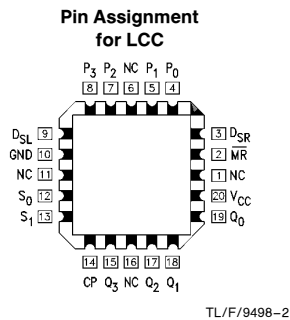 Pin Assignment
for LCC
P3 P2 NC P1 P0
8 7 6 5 4
DSL 9
GND 10
NC 11
S0 12
S1 13
3 DSR
2 M̅R̅
1 NC
20 VCC
19 Q0
14 15 16 17 18
CP Q3 NC Q2 Q1
TL/F/9498–2